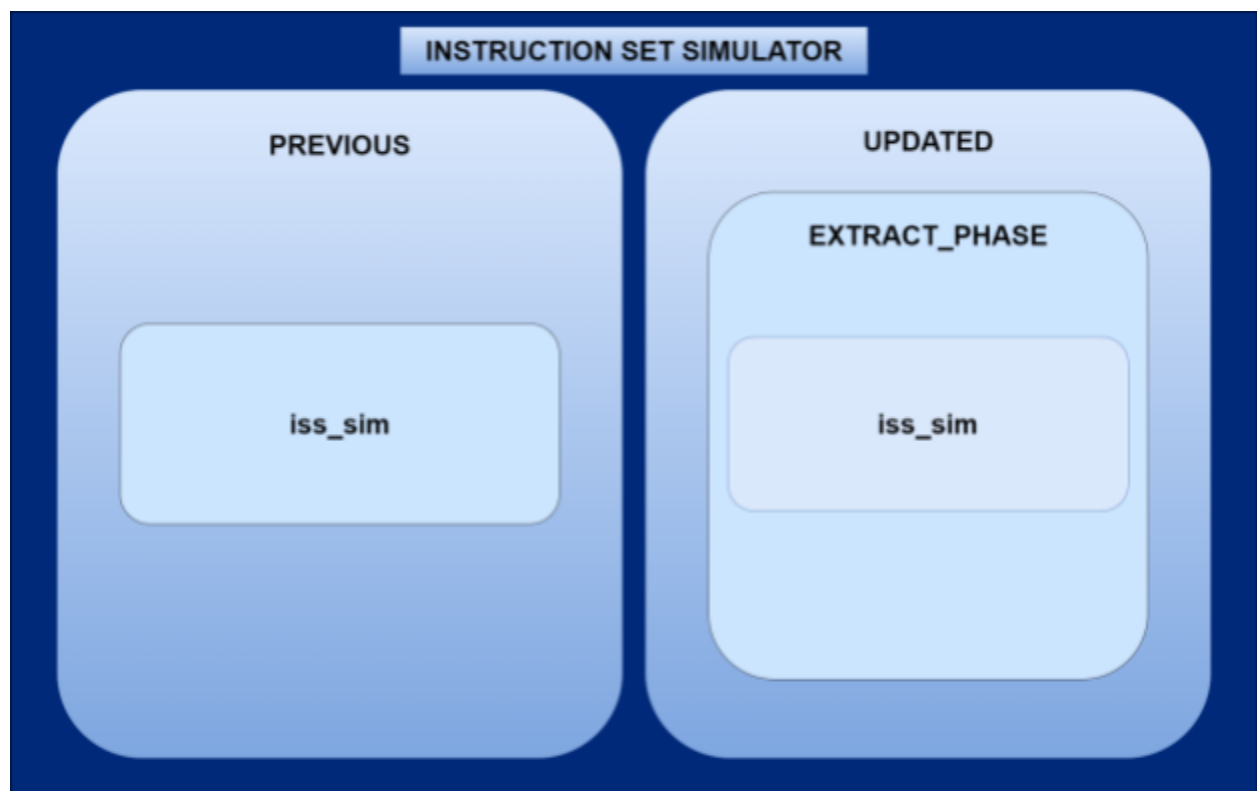 INSTRUCTION SET SIMULATOR
PREVIOUS
iss_sim
UPDATED
EXTRACT_PHASE
iss_sim